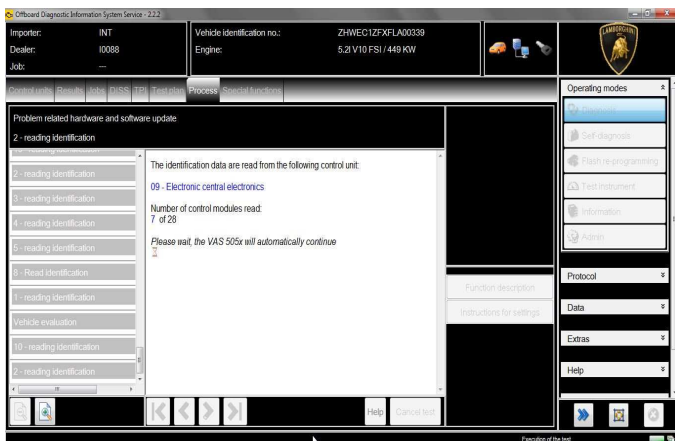 Offboard Diagnostic Information System Service - 2.2.2
Importer: INT
Dealer: I0088
Job: ---
Vehicle identification no.: ZHWEC1ZFXFLA00339
Engine: 5.2l V10 FSI / 449 KW
LAMBORGHINI
Control units Results Jobs DISS TPI Test plan Process Special functions
Operating modes
Problem related hardware and software update
2 - reading identification
Diagnosis
Self-diagnosis
Flash re-programming
Test instrument
Information
Admin
2 - reading identification
3 - reading identification
4 - reading identification
5 - reading identification
8 - Read identification
1 - reading identification
Vehicle evaluation
10 - reading identification
2 - reading identification
The identification data are read from the following control unit:
09 - Electronic central electronics
Number of control modules read:
7 of 28
Please wait, the VAS 505x will automatically continue
Function description
Instructions for settings
Protocol
Data
Extras
Help
Help
Cancel test
Execution of the test